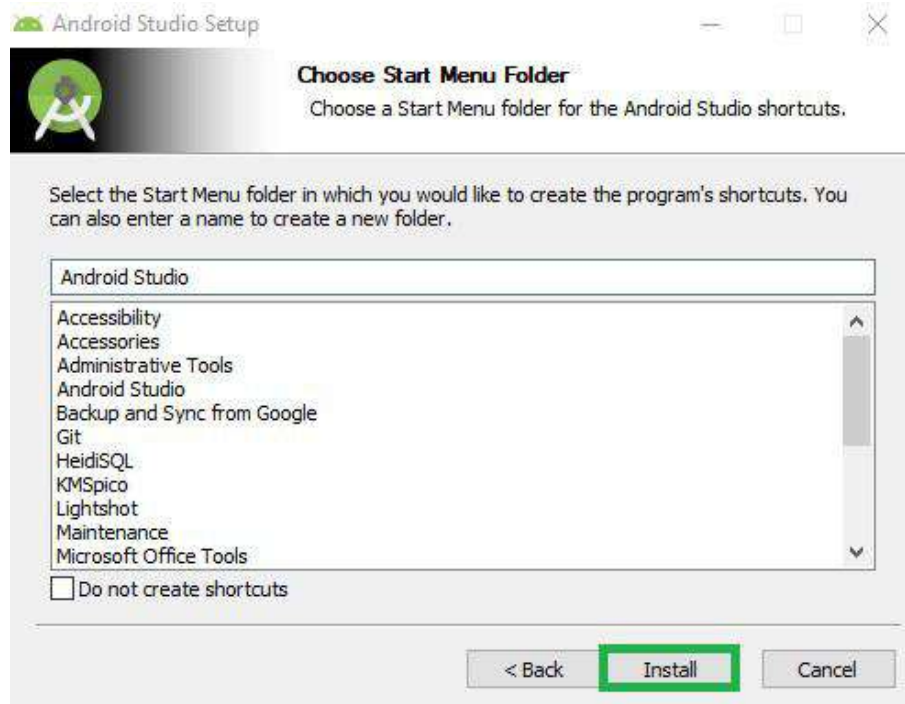 Android Studio Setup
Choose Start Menu Folder
Choose a Start Menu folder for the Android Studio shortcuts.
Select the Start Menu folder in which you would like to create the program's shortcuts. You
can also enter a name to create a new folder.
Android Studio
Accessibility
Accessories
Administrative Tools
Android Studio
Backup and Sync from Google
Git
HeidiSQL
KMSpico
Lightshot
Maintenance
Microsoft Office Tools
Do not create shortcuts
< Back Install Cancel